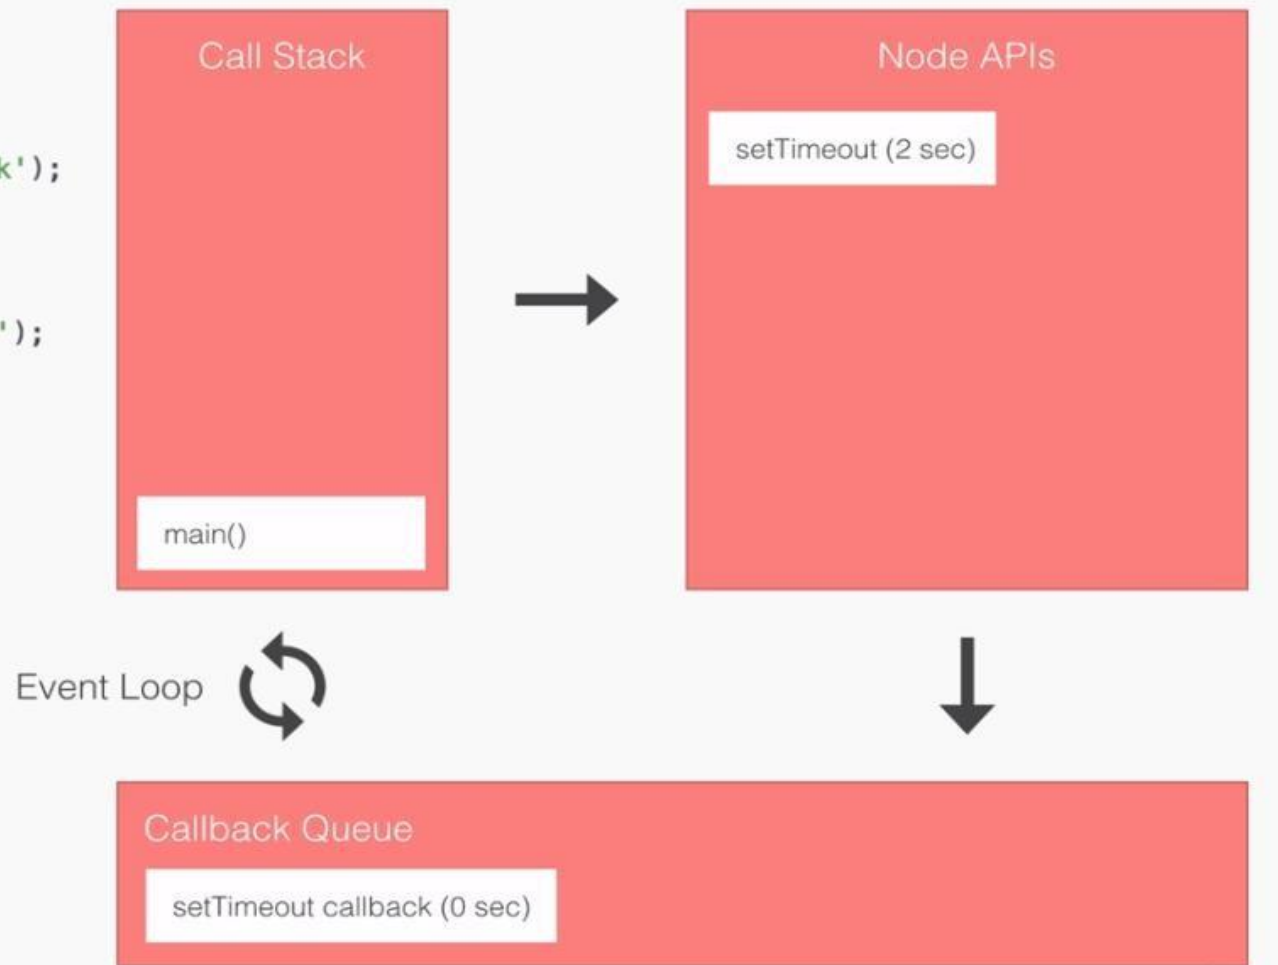 Call Stack
Node APIs
k');
setTimeout (2 sec)
');
main()
Event Loop
Callback Queue
setTimeout callback (0 sec)